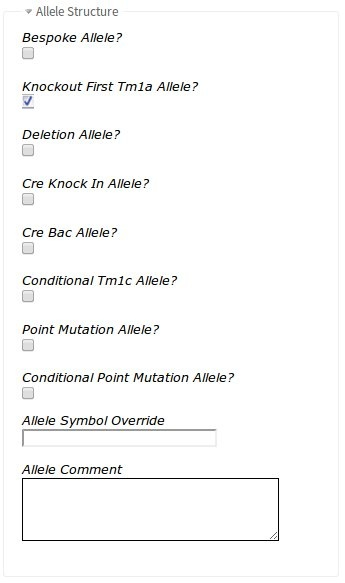 Allele Structure
Bespoke Allele?
Knockout First Tm1a Allele?
Deletion Allele?
Cre Knock In Allele?
Cre Bac Allele?
Conditional Tm1c Allele?
Point Mutation Allele?
Conditional Point Mutation Allele?
Allele Symbol Override
Allele Comment